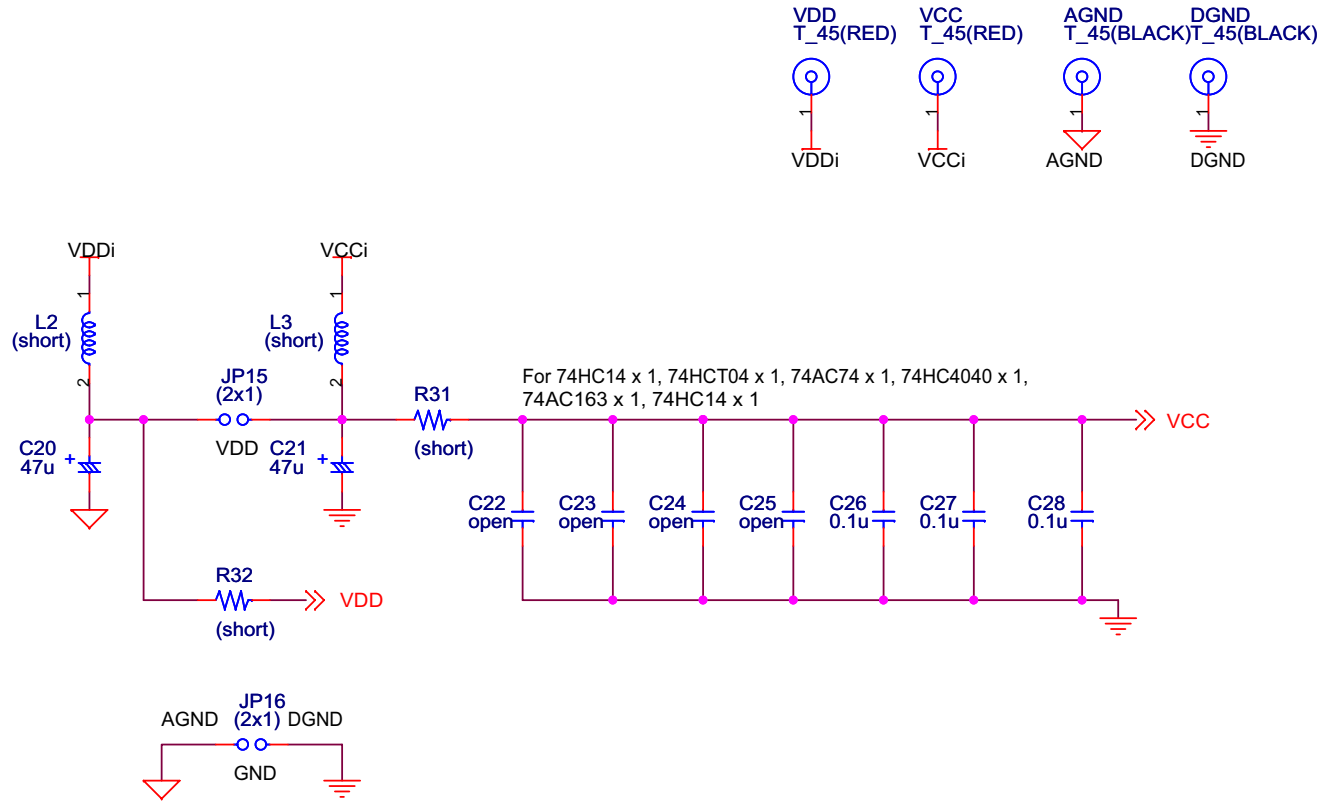 VDD
T_45(RED)
VCC
T_45(RED)
AGND
T_45(BLACK)
DGND
T_45(BLACK)
1
1
1
1
VDDi
VCCi
AGND
DGND
VDDi
VCCi
1
1
L2
(short)
L3
(short)
2
2
JP15
(2x1)
VDD
R31
(short)
For 74HC14 x 1, 74HCT04 x 1, 74AC74 x 1, 74HC4040 x 1,
74AC163 x 1, 74HC14 x 1
VCC
C20
47u
+
C21
47u
+
C22
open
C23
open
C24
open
C25
open
C26
0.1u
C27
0.1u
C28
0.1u
R32
(short)
VDD
JP16
(2x1)
AGND
DGND
GND